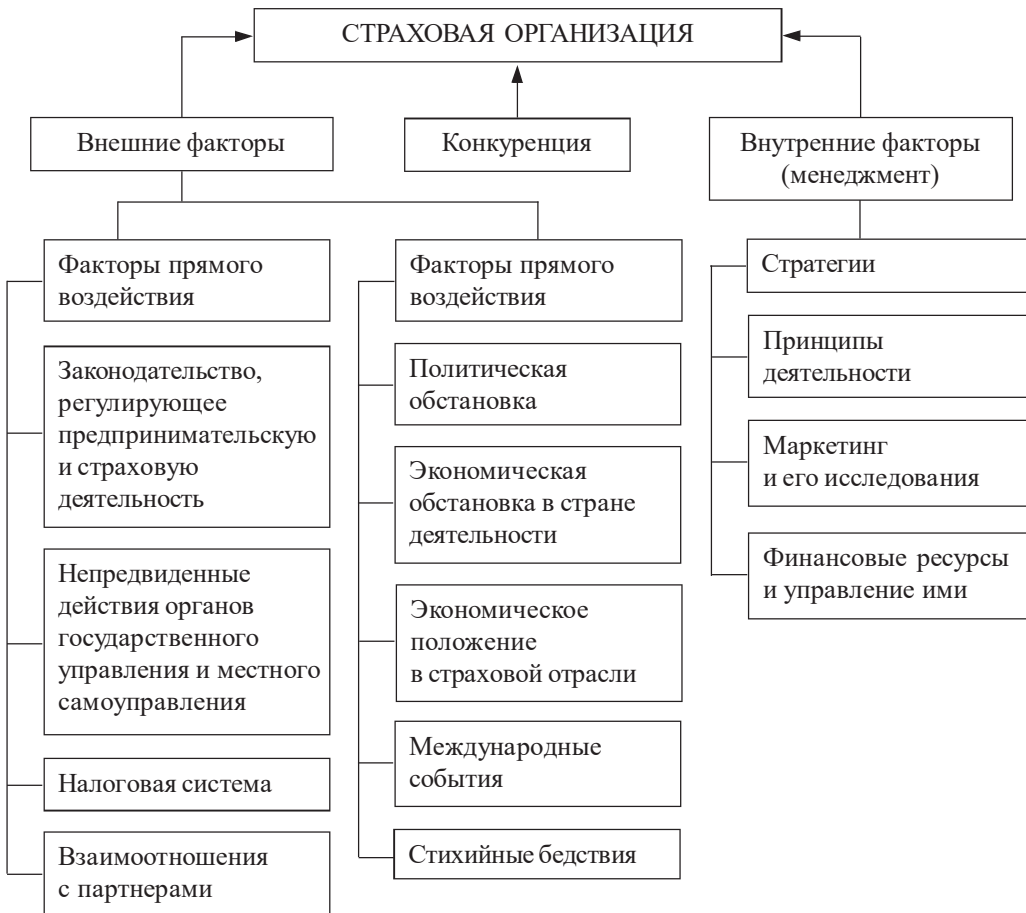 СТРАХОВАЯ ОРГАНИЗАЦИЯ
Внешние факторы
Конкуренция
Внутренние факторы
(менеджмент)
Факторы прямого
воздействия
Законодательство,
регулирующее
предпринимательскую
и страховую
деятельность
Непредвиденные
действия органов
государственного
управления и местного
самоуправления
Налоговая система
Взаимоотношения
с партнерами
Факторы прямого
воздействия
Политическая
обстановка
Экономическая
обстановка в стране
деятельности
Экономическое
положение
в страховой отрасли
Международные
события
Стихийные бедствия
Стратегии
Принципы
деятельности
Маркетинг
и его исследования
Финансовые ресурсы
и управление ими